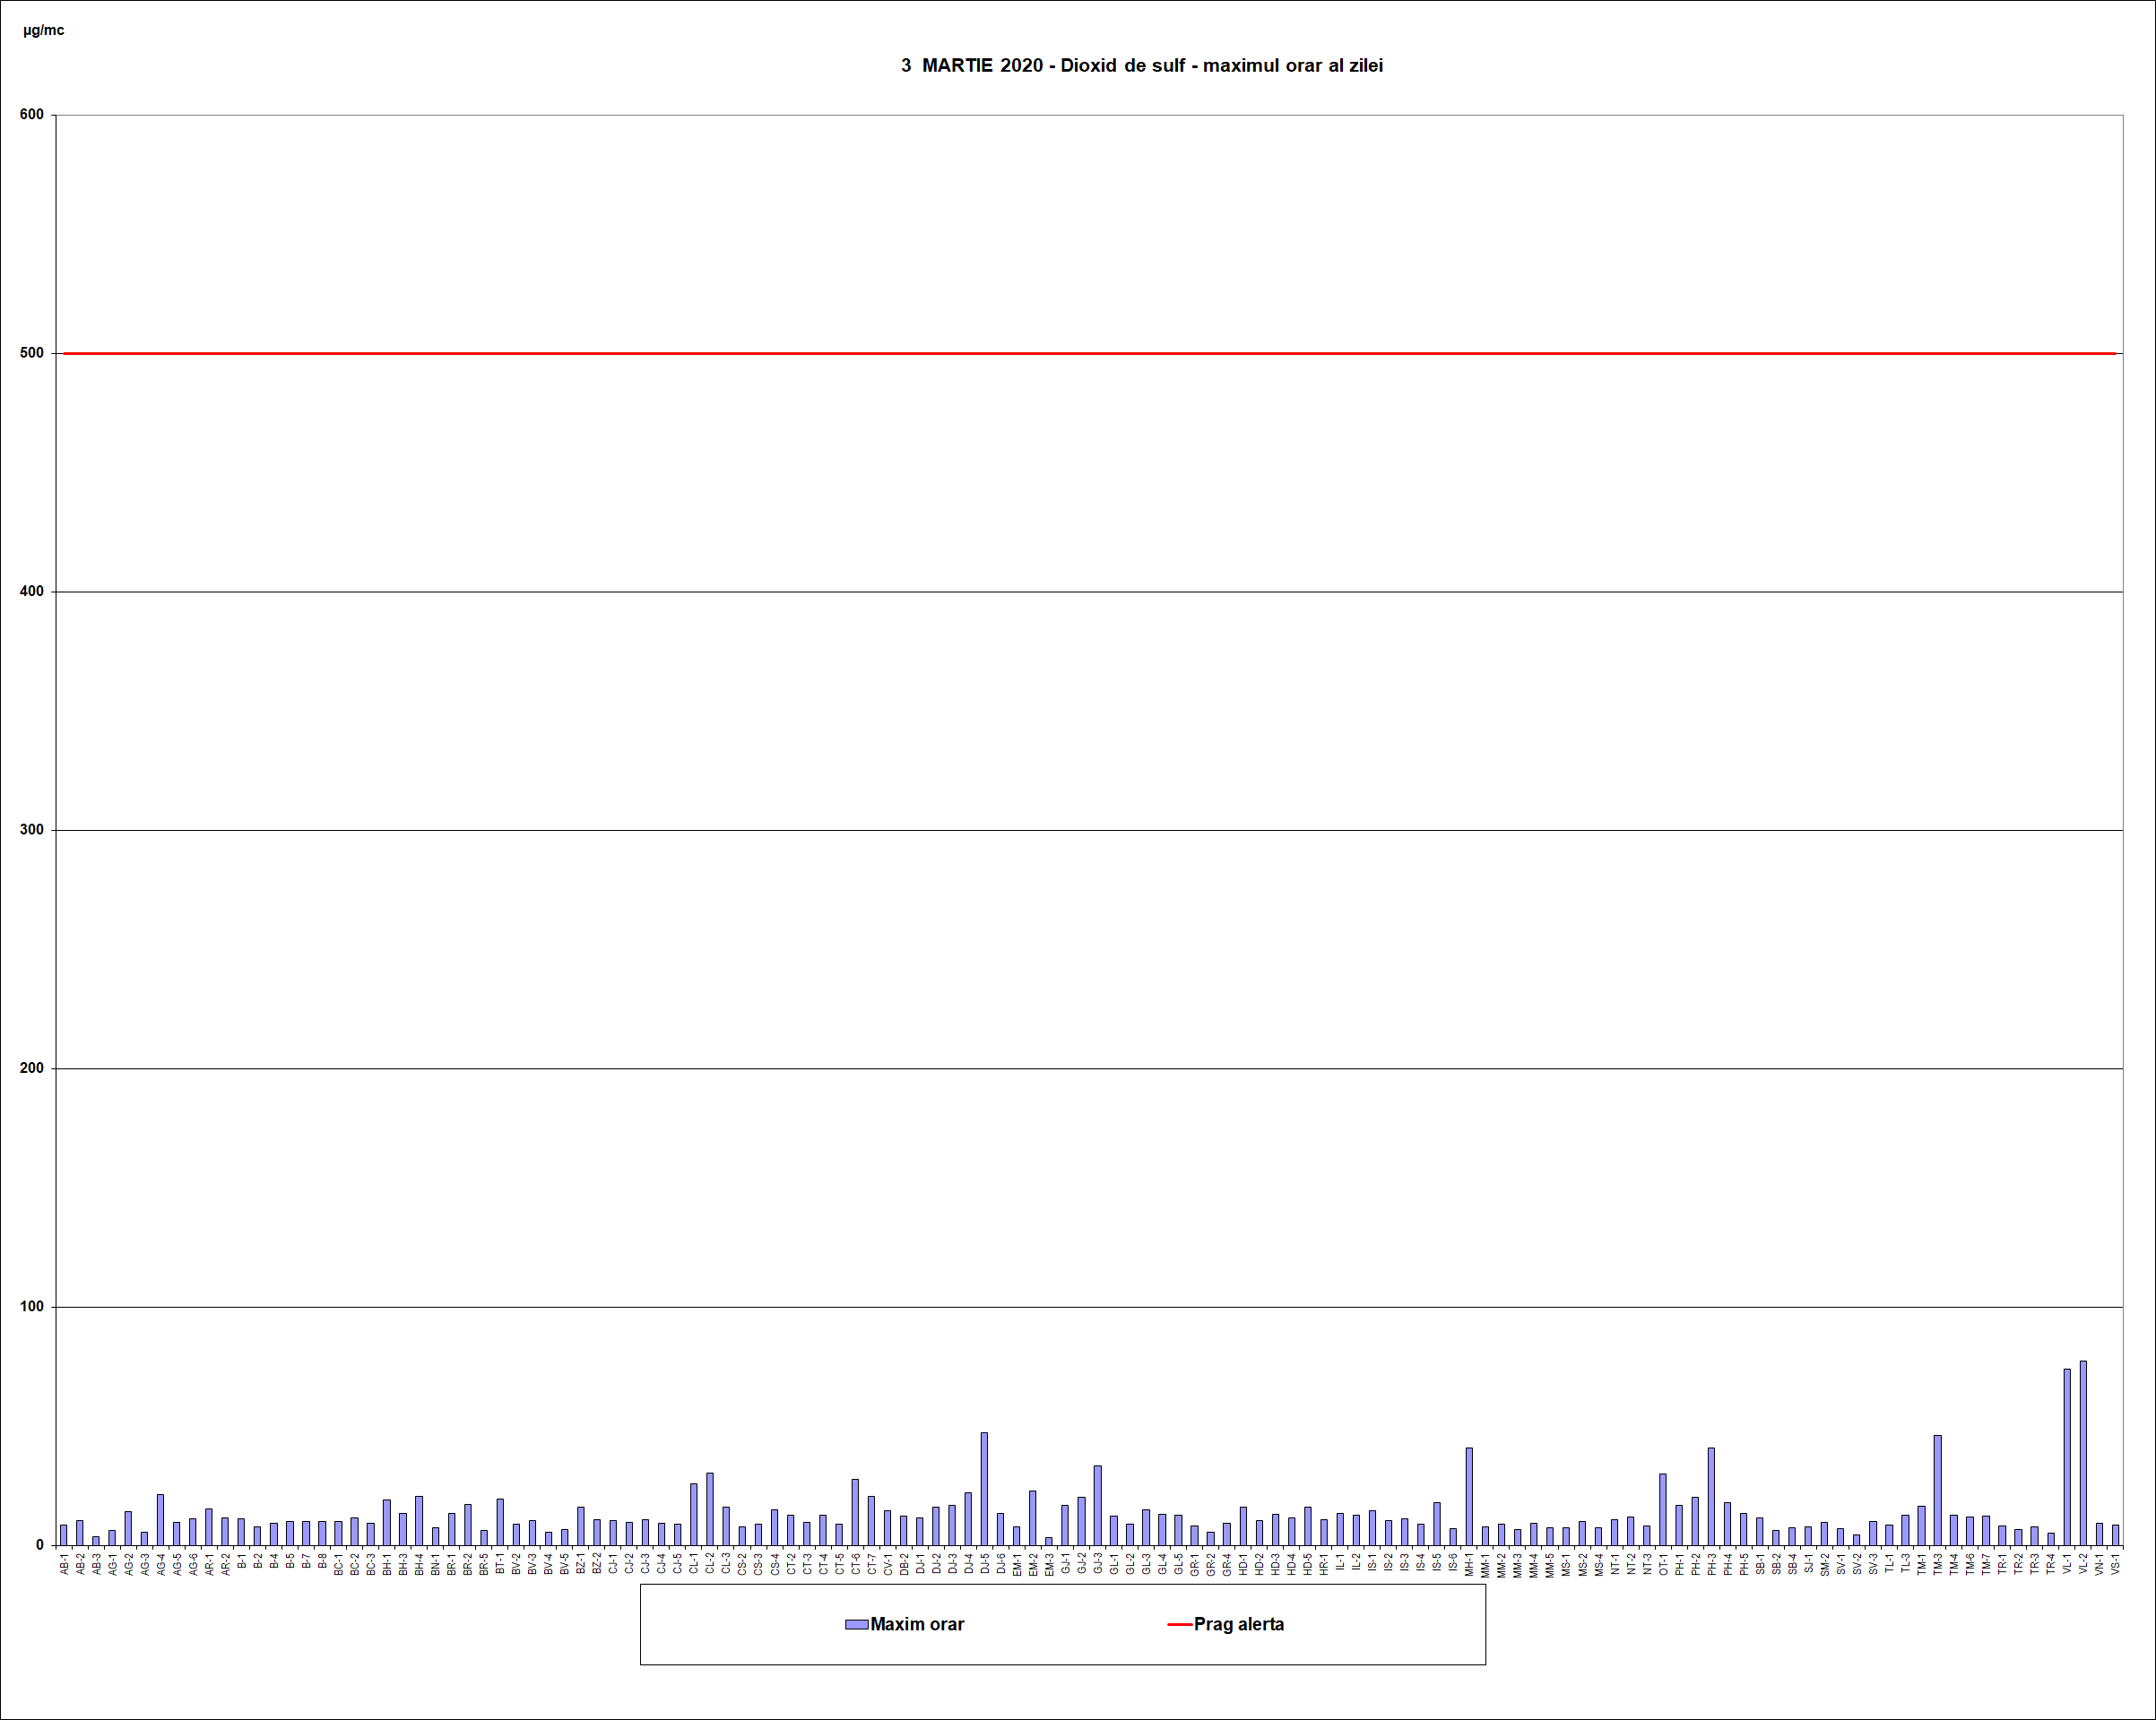 µg/mc
3 MARTIE 2020 - Dioxid de sulf - maximul orar al zilei
600
500
400
300
200
100
0
AB-1 AB-2 AB-3 AG-1 AG-2 AG-3 AG-4 AG-5 AG-6 AR-1 AR-2 B-1 B-2 B-4 B-5 B-7 B-8 BC-1 BC-2 BC-3 BH-1 BH-3 BH-4 BN-1 BR-1 BR-2 BR-5 BT-1 BV-2 BV-3 BV-4 BV-5 BZ-1 BZ-2 CJ-1 CJ-2 CJ-3 CJ-4 CJ-5 CL-1 CL-2 CL-3 CS-2 CS-3 CS-4 CT-2 CT-3 CT-4 CT-5 CT-6 CT-7 CV-1 DB-2 DJ-1 DJ-2 DJ-3 DJ-4 DJ-5 DJ-6 EM-1 EM-2 EM-3 GJ-1 GJ-2 GJ-3 GL-1 GL-2 GL-3 GL-4 GL-5 GR-1 GR-2 GR-4 HD-1 HD-2 HD-3 HD-4 HD-5 HR-1 IL-1 IL-2 IS-1 IS-2 IS-3 IS-4 IS-5 IS-6 MH-1 MM-1 MM-2 MM-3 MM-4 MM-5 MS-1 MS-2 MS-4 NT-1 NT-2 NT-3 OT-1 PH-1 PH-2 PH-3 PH-4 PH-5 SB-1 SB-2 SB-4 SJ-1 SM-2 SV-1 SV-2 SV-3 TL-1 TL-3 TM-1 TM-3 TM-4 TM-6 TM-7 TR-1 TR-2 TR-3 TR-4 VL-1 VL-2 VN-1 VS-1
Maxim orar Prag alerta